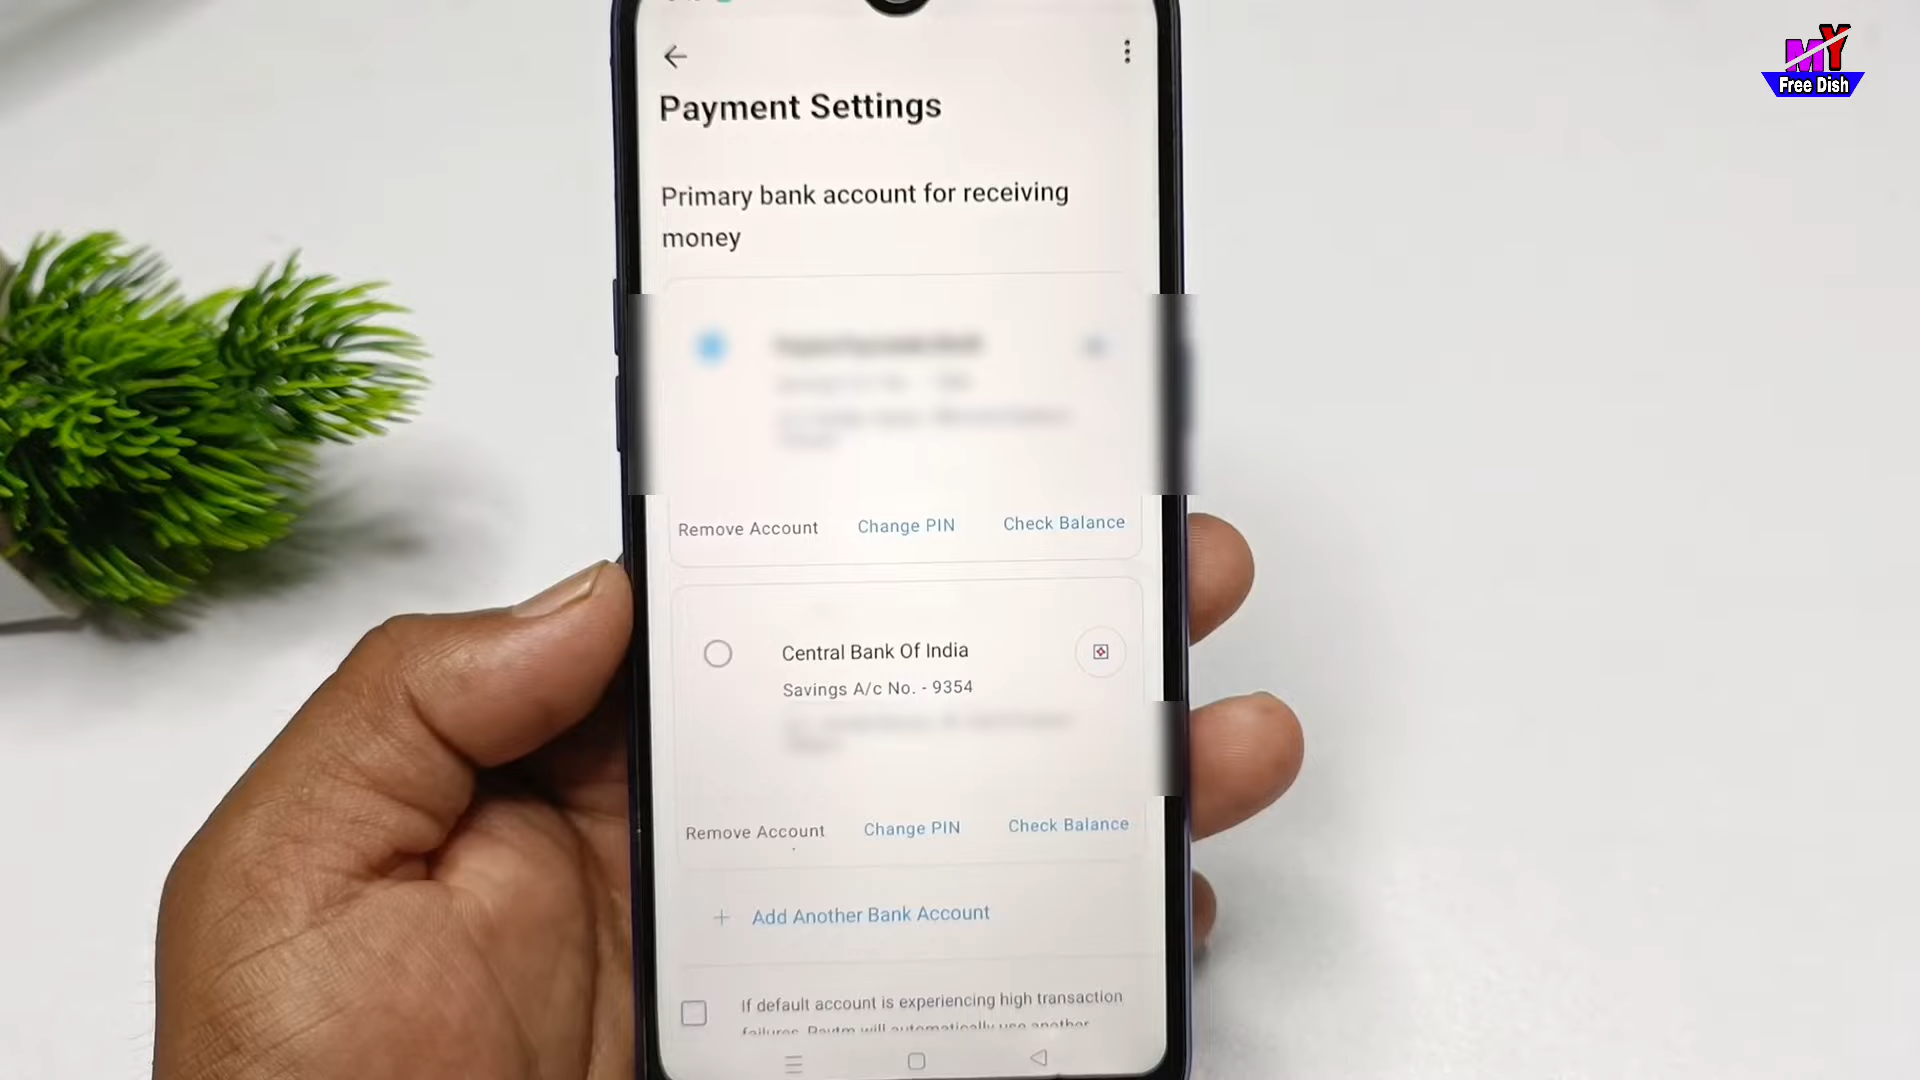 MY
Free Dish
Payment Settings
Primary bank account for receiving
money
Remove Account Change PIN Check Balance
Central Bank Of India
Savings A/c No. - 9354
Remove Account Change PIN Check Balance
+ Add Another Bank Account
If default account is experiencing high transaction
failures, Paytm will automatically use another